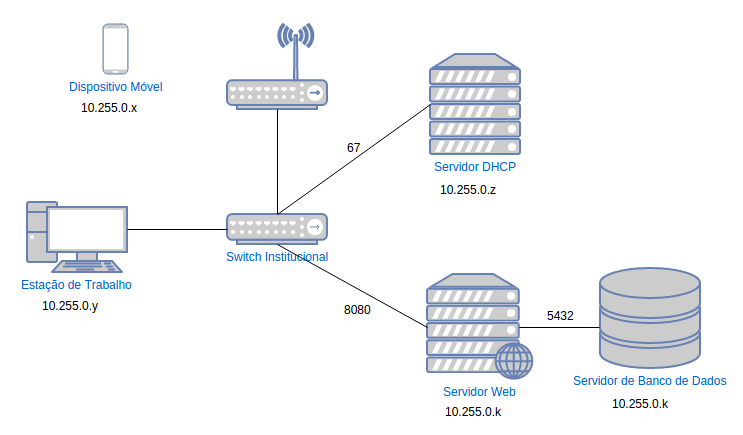 Dispositivo Móvel
10.255.0.x
67
Servidor DHCP
10.255.0.z
Switch Institucional
Estação de Trabalho
10.255.0.y
8080
5432
Servidor Web
10.255.0.k
Servidor de Banco de Dados
10.255.0.k